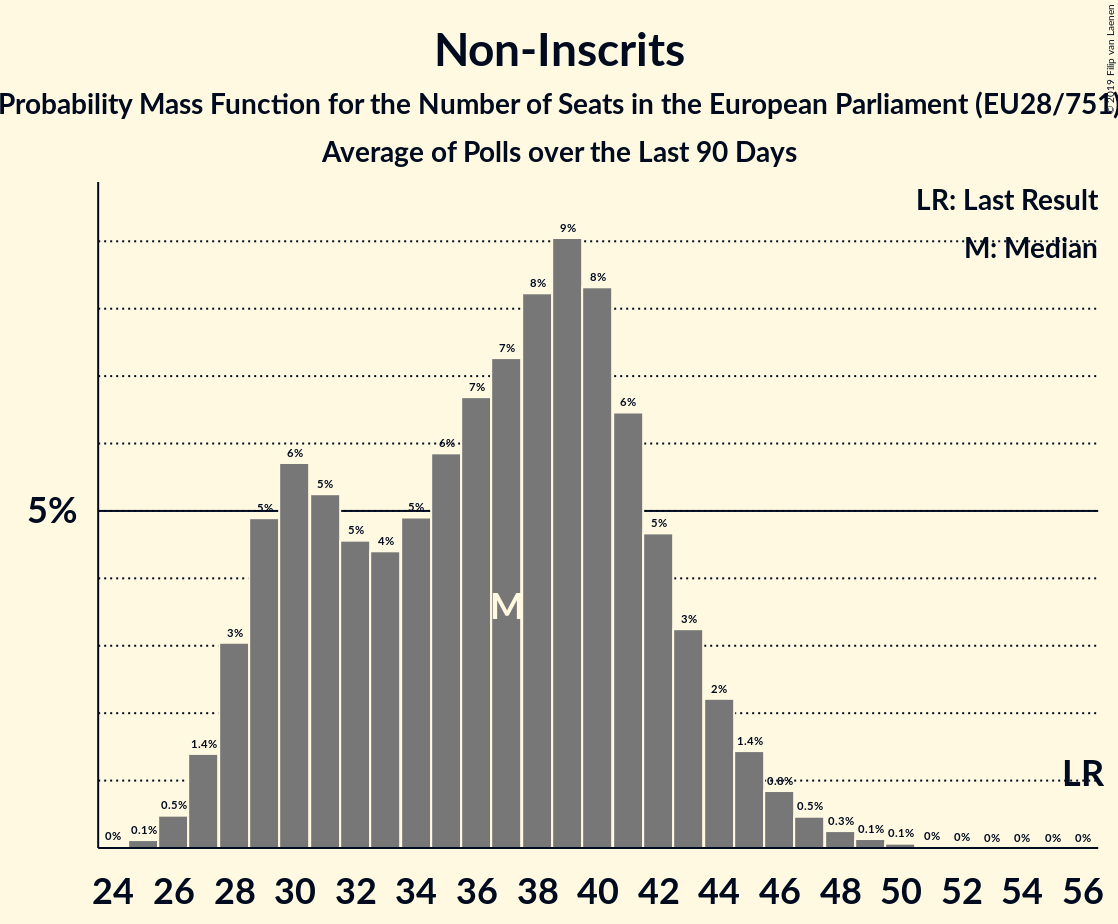 © 2019 Filip van Laenen
Non-Inscrits
Probability Mass Function for the Number of Seats in the European Parliament (EU28/751)
Average of Polls over the Last 90 Days
LR: Last Result
M: Median
5%
0% 0.1% 0.5% 1.4% 3% 5% 6% 5% 5% 4% 5% 6% 7% 7% 8% 9% 8% 6% 5% 3% 2% 1.4% 0.8% 0.5% 0.3% 0.1% 0.1% 0% 0% 0% 0% 0% 0%
M
LR
24 26 28 30 32 34 36 38 40 42 44 46 48 50 52 54 56